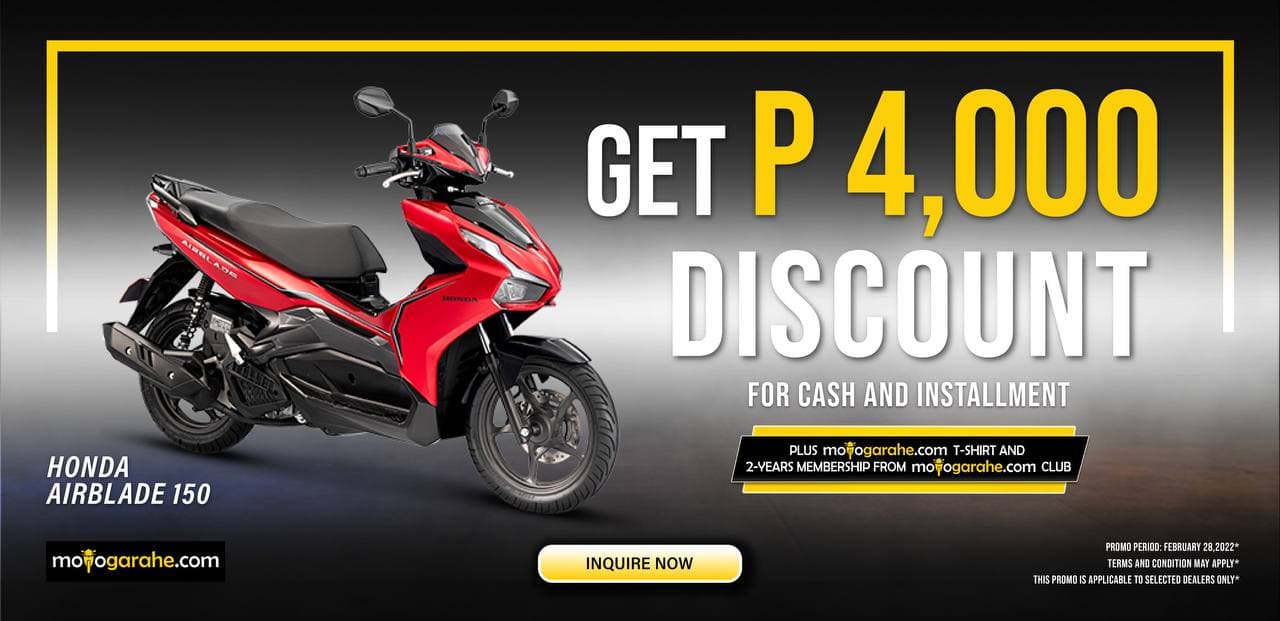 GET P 4,000
DISCOUNT
FOR CASH AND INSTALLMENT
PLUS motogarahe.com T-SHIRT AND
2-YEARS MEMBERSHIP FROM motogarahe.com CLUB
AIRBLADE
HONDA
HONDA
AIRBLADE 150
motogarahe.com
INQUIRE NOW
PROMO PERIOD: FEBRUARY 28,2022*
TERMS AND CONDITION MAY APPLY*
THIS PROMO IS APPLICABLE TO SELECTED DEALERS ONLY*